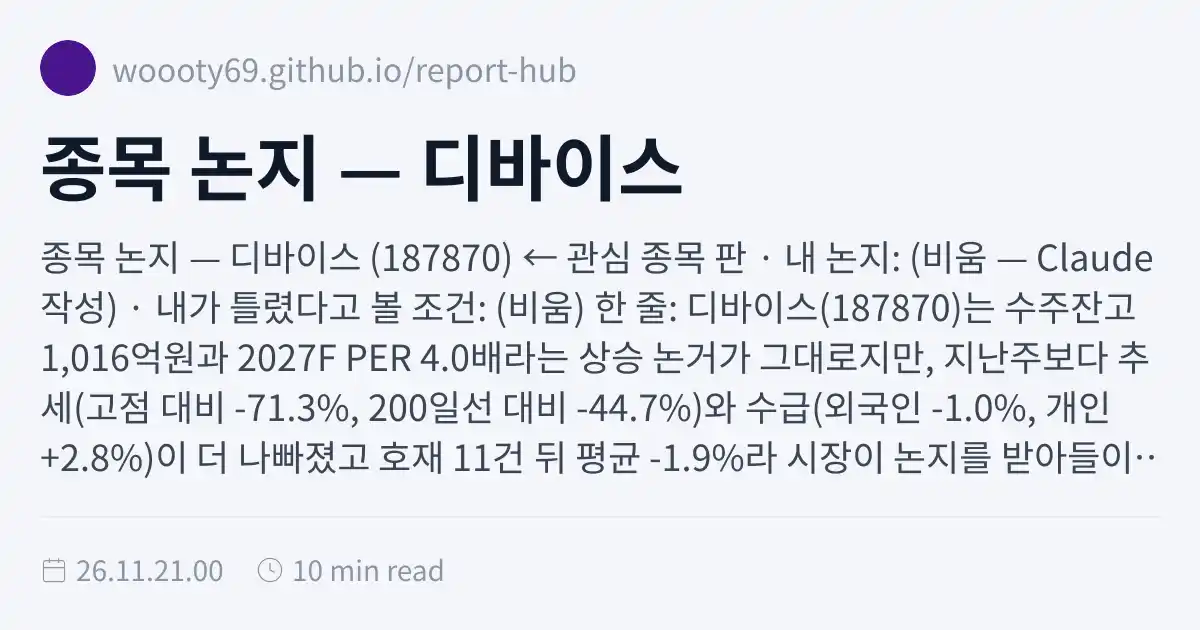 woooty69.github.io/report-hub
종목 논지 — 디바이스
종목 논지 — 디바이스 (187870) ← 관심 종목 판 · 내 논지: (비움 — Claude
작성) · 내가 틀렸다고 볼 조건: (비움) 한 줄: 디바이스(187870)는 수주잔고
1,016억원과 2027F PER 4.0배라는 상승 논거가 그대로지만, 지난주보다 추
세(고점 대비 -71.3%, 200일선 대비 -44.7%)와 수급(외국인 -1.0%, 개인
+2.8%)이 더 나빠졌고 호재 11건 뒤 평균 -1.9%라 시장이 논지를 받아들이··
26.11.21.00
10 min read